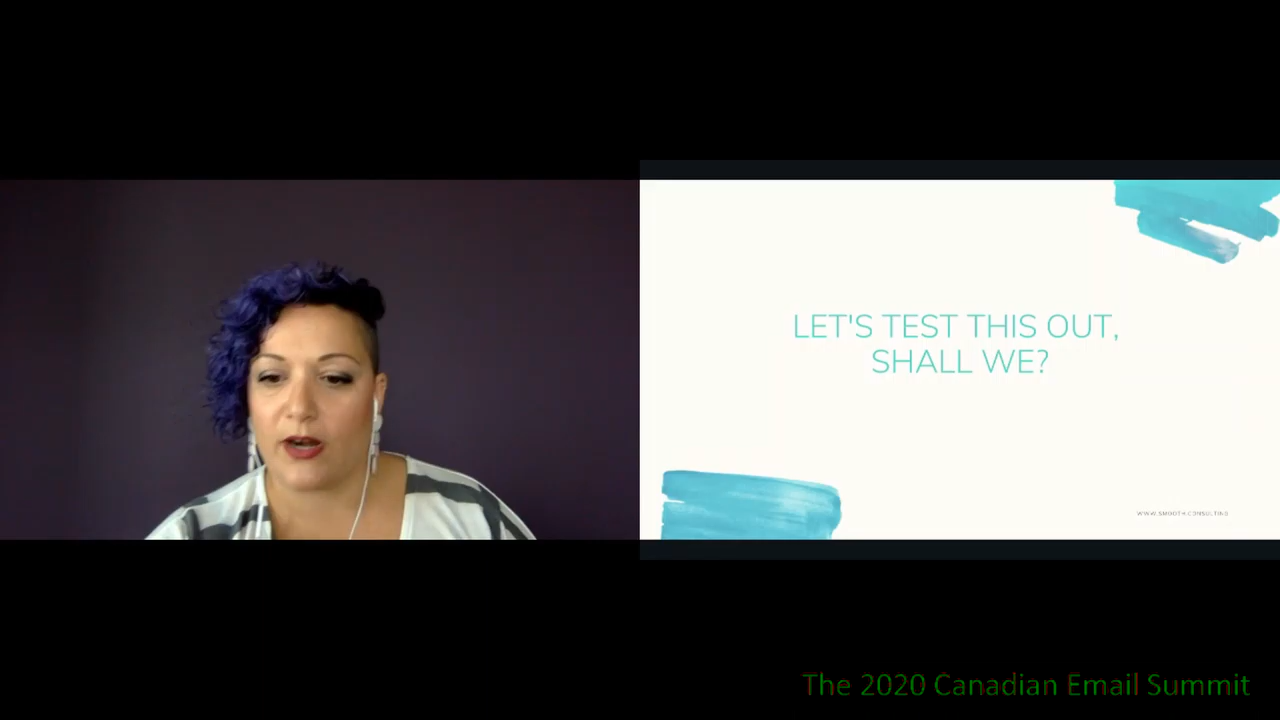 LET'S TEST THIS OUT,
SHALL WE?
WWW.SMOOTH.CONSULTING
The 2020 Canadian Email Summit